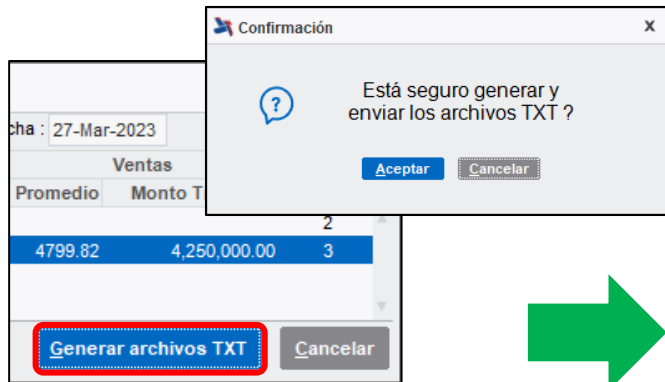 Confirmación
x
Está seguro generar y
enviar los archivos TXT ?
Aceptar Cancelar
cha : 27-Mar-2023
Ventas
Promedio Monto T
2
4799.82 4,250,000.00 3
Generar archivos TXT Cancelar